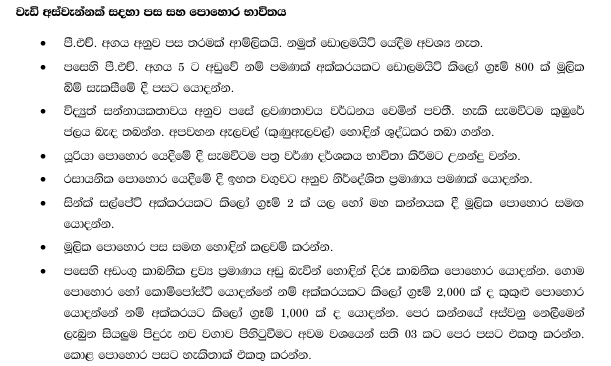 වැඩි අස්වැන්නක් සඳහා පස සහ පොහොර භාවිතය
• පී.එච්. අගය අනුව පස තරමක් ආම්ලිකයි. නමුත් ඩොලමයිට් යෙදීම අවශ්‍ය නැත.
• පසෙහි පී.එච්. අගය 5 ට අඩුවේ නම් පමණක් අක්කරයකට ඩොලමයිට් කිලෝ ග්‍රෑම් 800 ක් මූලික
බිම් සැකසීමේ දී පසට යොදන්න.
• විද්‍යුත් සන්නායකතාවය අනුව පසේ ලවණතාවය වර්ධනය වෙමින් පවතී. හැකි සැමවිටම කුඹුරේ
ජලය බැඳ තබන්න. අපවහන ඇලවල් (කුණුඇලවල්) හොඳින් ශුද්ධකර තබා ගන්න.
• යූරියා පොහොර යෙදීමේ දී සැමවිටම පත්‍ර වර්ණ දර්ශකය භාවිතා කිරීමට උනන්දු වන්න.
• රසායනික පොහොර යෙදීමේ දී ඉහත වගුවට අනුව නිර්දේශිත ප්‍රමාණය පමණක් යොදන්න.
• සින්ක් සල්පේට් අක්කරයකට කිලෝ ග්‍රෑම් 2 ක් යල හෝ මහ කන්නයක දී මූලික පොහොර සමඟ
යොදන්න.
• මූලික පොහොර පස සමඟ හොඳින් කලවම් කරන්න.
• පසෙහි අඩංගු කාබනික ද්‍රව්‍ය ප්‍රමාණය අඩු බැවින් හොඳින් දිරූ කාබනික පොහොර යොදන්න. ගොම
පොහොර හෝ කොම්පෝස්ට් යොදන්නේ නම් අක්කරයකට කිලෝ ග්‍රෑම් 2,000 ක් ද කුකුළු පොහොර
යොදන්නේ නම් අක්කරයට කිලෝ ග්‍රෑම් 1,000 ක් ද යොදන්න. පෙර කන්නයේ අස්වනු නෙලීමෙන්
ලැබුන සියලුම පිදුරු නව වගාව පිහිටුවීමට අවම වශයෙන් සති 03 කට පෙර පසට එකතු කරන්න.
කොළ පොහොර පසට හැකිතාක් එකතු කරන්න.